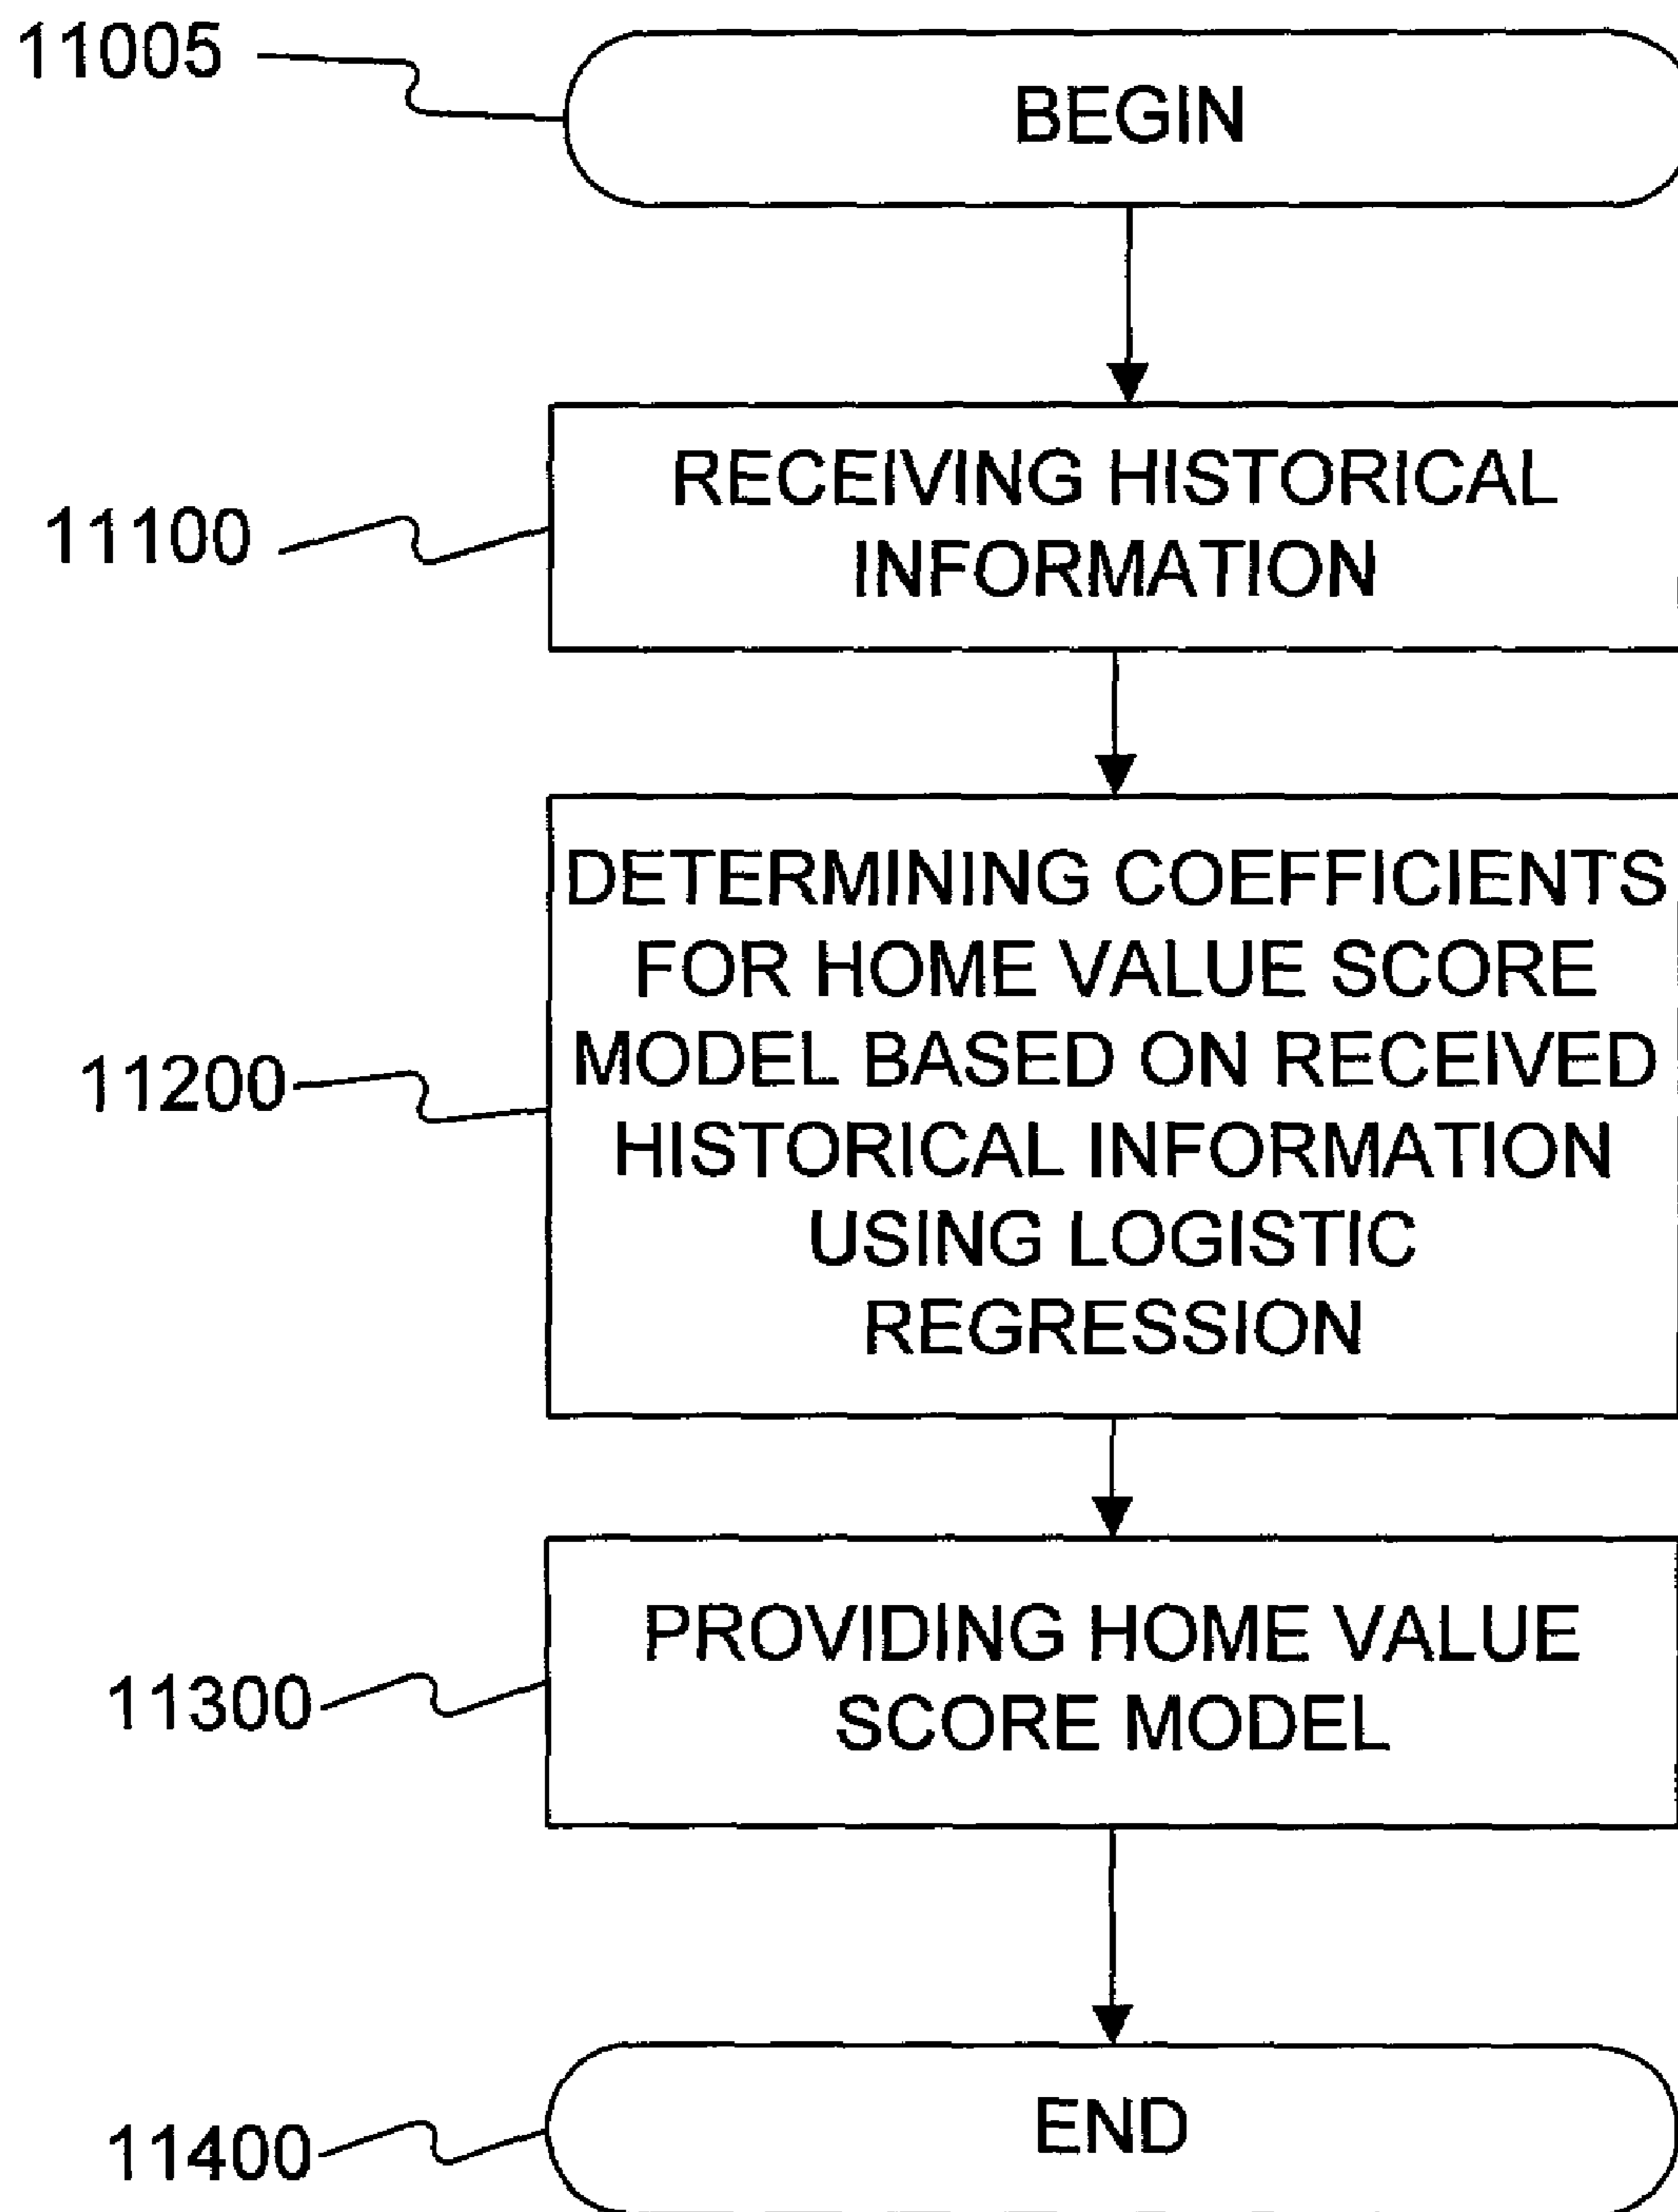 11005
BEGIN
11100
RECEIVING HISTORICAL
INFORMATION
11200
DETERMINING COEFFICIENTS
FOR HOME VALUE SCORE
MODEL BASED ON RECEIVED
HISTORICAL INFORMATION
USING LOGISTIC
REGRESSION
11300
PROVIDING HOME VALUE
SCORE MODEL
11400
END